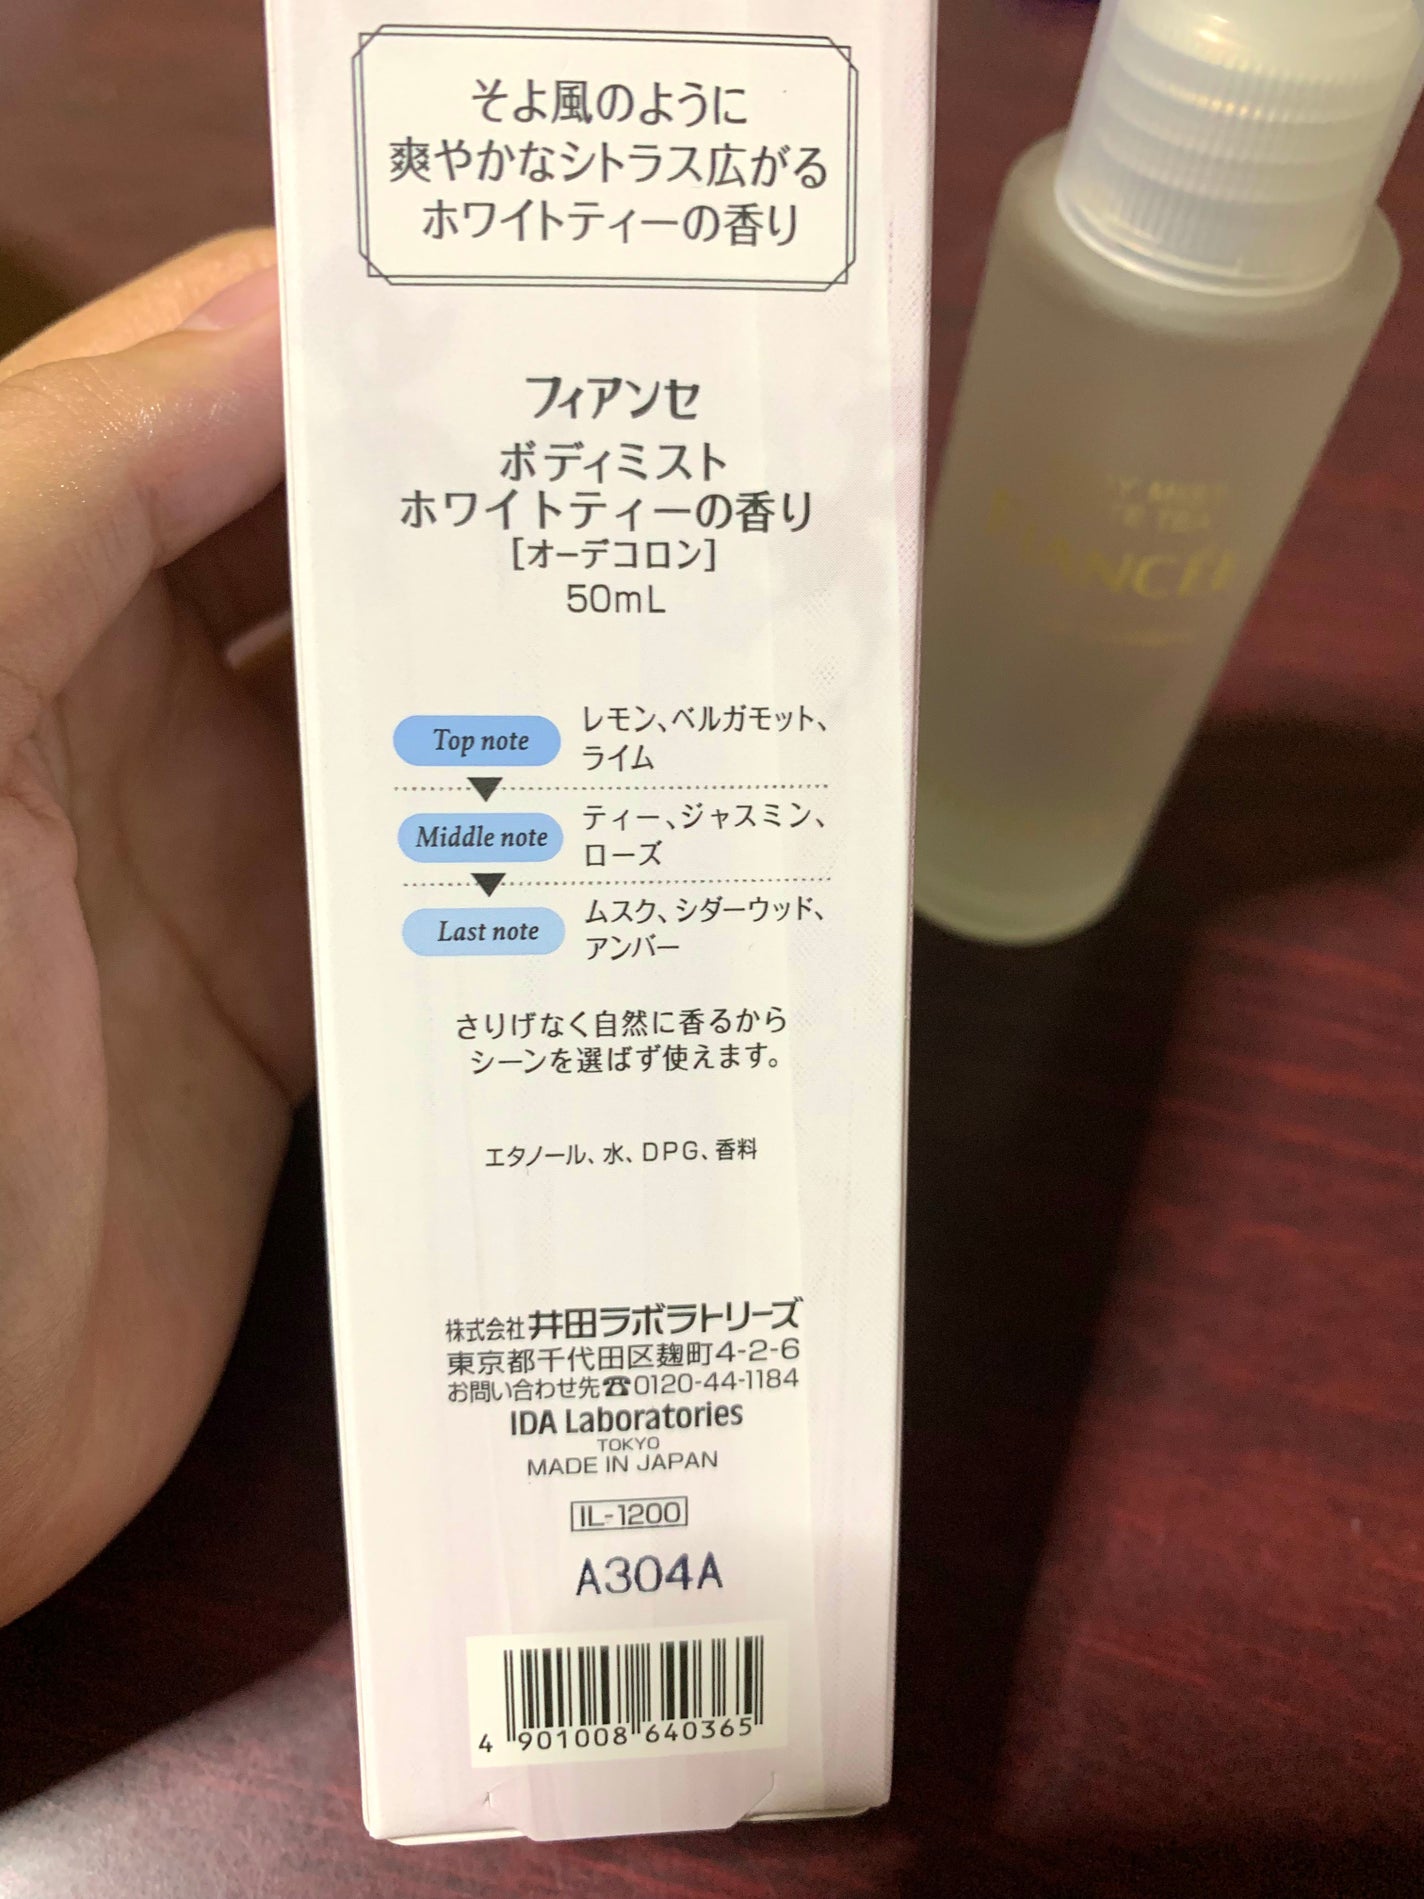 そよ風のように
爽やかなシトラス広がる
ホワイトティーの香り
フィアンセ
ボディミスト
ホワイトティーの香り
[オーデコロン]
50mL
Top note
レモン、ベルガモット、
ライム
Middle note
ティー、ジャスミン、
ローズ
Last note
ムスク、シダーウッド、
アンバー
さりげなく自然に香るから
シーンを選ばず使えます。
エタノール、水、DPG、香料
株式会社井田ラボラトリーズ
東京都千代田区麹町4-2-6
お問い合わせ先☎0120-44-1184
IDA Laboratories
TOKYO
MADE IN JAPAN
IL-1200
A304A
4 901008 640365